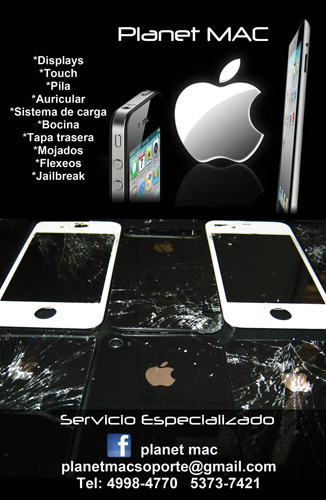 Planet MAC
*Displays
*Touch
*Pila
*Auricular
*Sistema de carga
*Bocina
*Tapa trasera
*Mojados
*Flexeos
*Jailbreak
Servicio Especializado
f planet mac
planetmacsoporte@gmail.com
Tel: 4998-4770 5373-7421